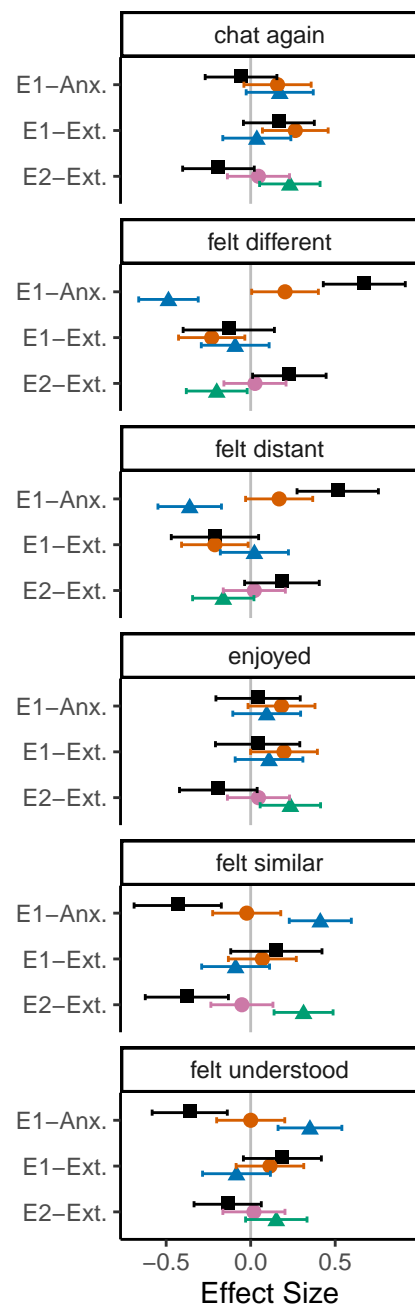 chat again
E1−Anx.
E1−Ext.
E2−Ext.
felt different
E1−Anx.
E1−Ext.
E2−Ext.
felt distant
E1−Anx.
E1−Ext.
E2−Ext.
enjoyed
E1−Anx.
E1−Ext.
E2−Ext.
felt similar
E1−Anx.
E1−Ext.
E2−Ext.
felt understood
E1−Anx.
E1−Ext.
E2−Ext.
−0.5 0.0 0.5
Effect Size